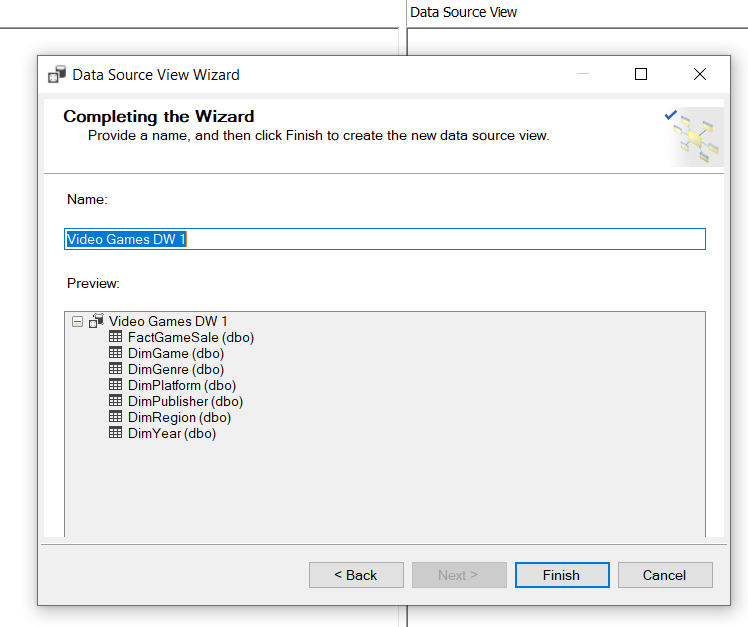 Data Source View
Data Source View Wizard
Completing the Wizard
Provide a name, and then click Finish to create the new data source view.
Name:
Video Games DW 1
Preview:
Video Games DW 1
FactGameSale (dbo)
DimGame (dbo)
DimGenre (dbo)
DimPlatform (dbo)
DimPublisher (dbo)
DimRegion (dbo)
DimYear (dbo)
< Back Next > Finish Cancel